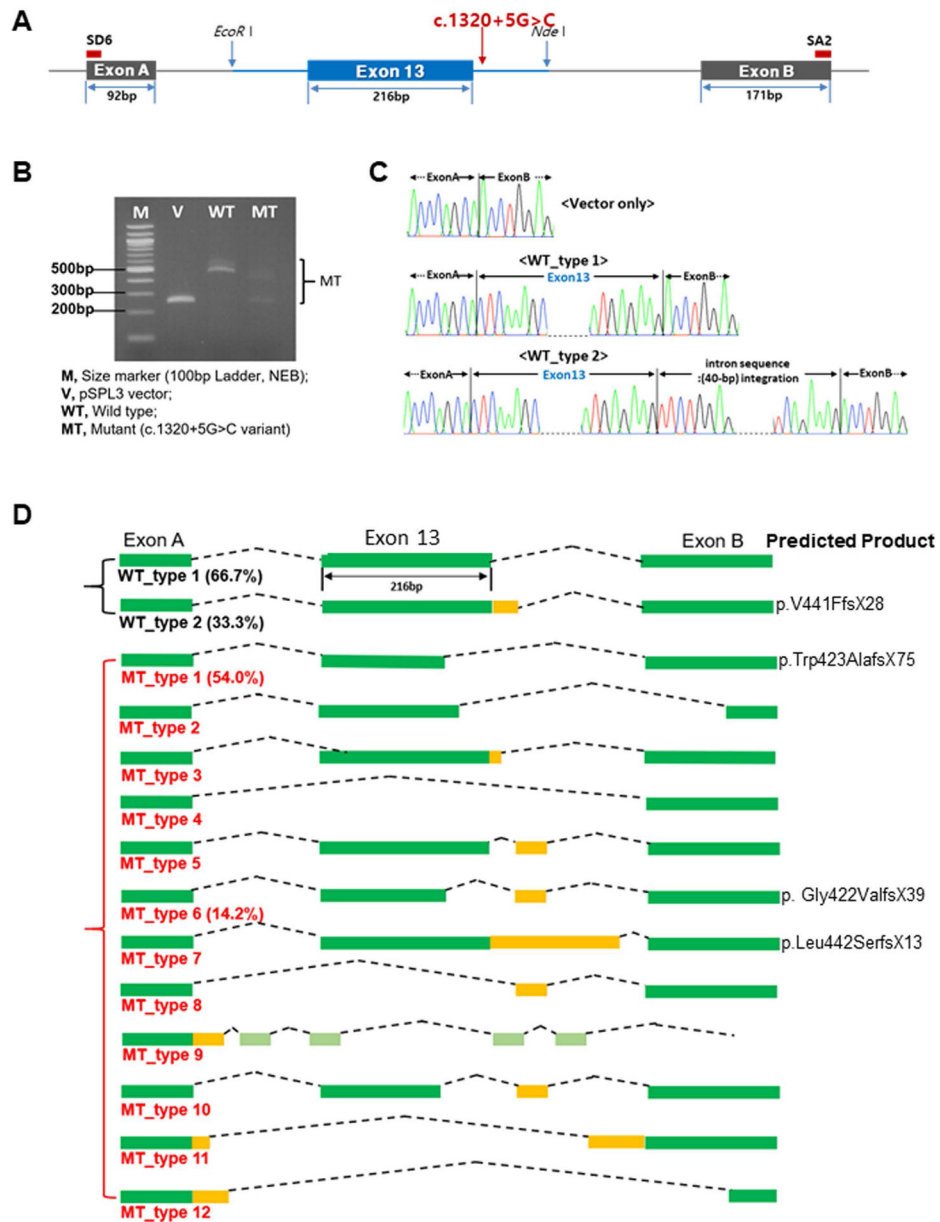 A
c.1320+5G>C
SD6
EcoR I
Nde I
SA2
Exon A
Exon 13
Exon B
92bp
216bp
171bp
B
M V WT MT
500bp
300bp
200bp
MT
M, Size marker (100bp Ladder, NEB);
V, pSPL3 vector;
WT, Wild type;
MT, Mutant (c.1320+5G>C variant)
C
ExonA ExonB
<Vector only>
<WT_type 1>
ExonA Exon13 ExonB
<WT_type 2>
ExonA Exon13 intron sequence :(40-bp) integration ExonB
D
Exon A Exon 13 Exon B Predicted Product
WT_type 1 (66.7%)
216bp
p.V441FfsX28
WT_type 2 (33.3%)
p.Trp423AlafsX75
MT_type 1 (54.0%)
MT_type 2
MT_type 3
MT_type 4
MT_type 5
p. Gly422ValfsX39
MT_type 6 (14.2%)
p.Leu442SerfsX13
MT_type 7
MT_type 8
MT_type 9
MT_type 10
MT_type 11
MT_type 12